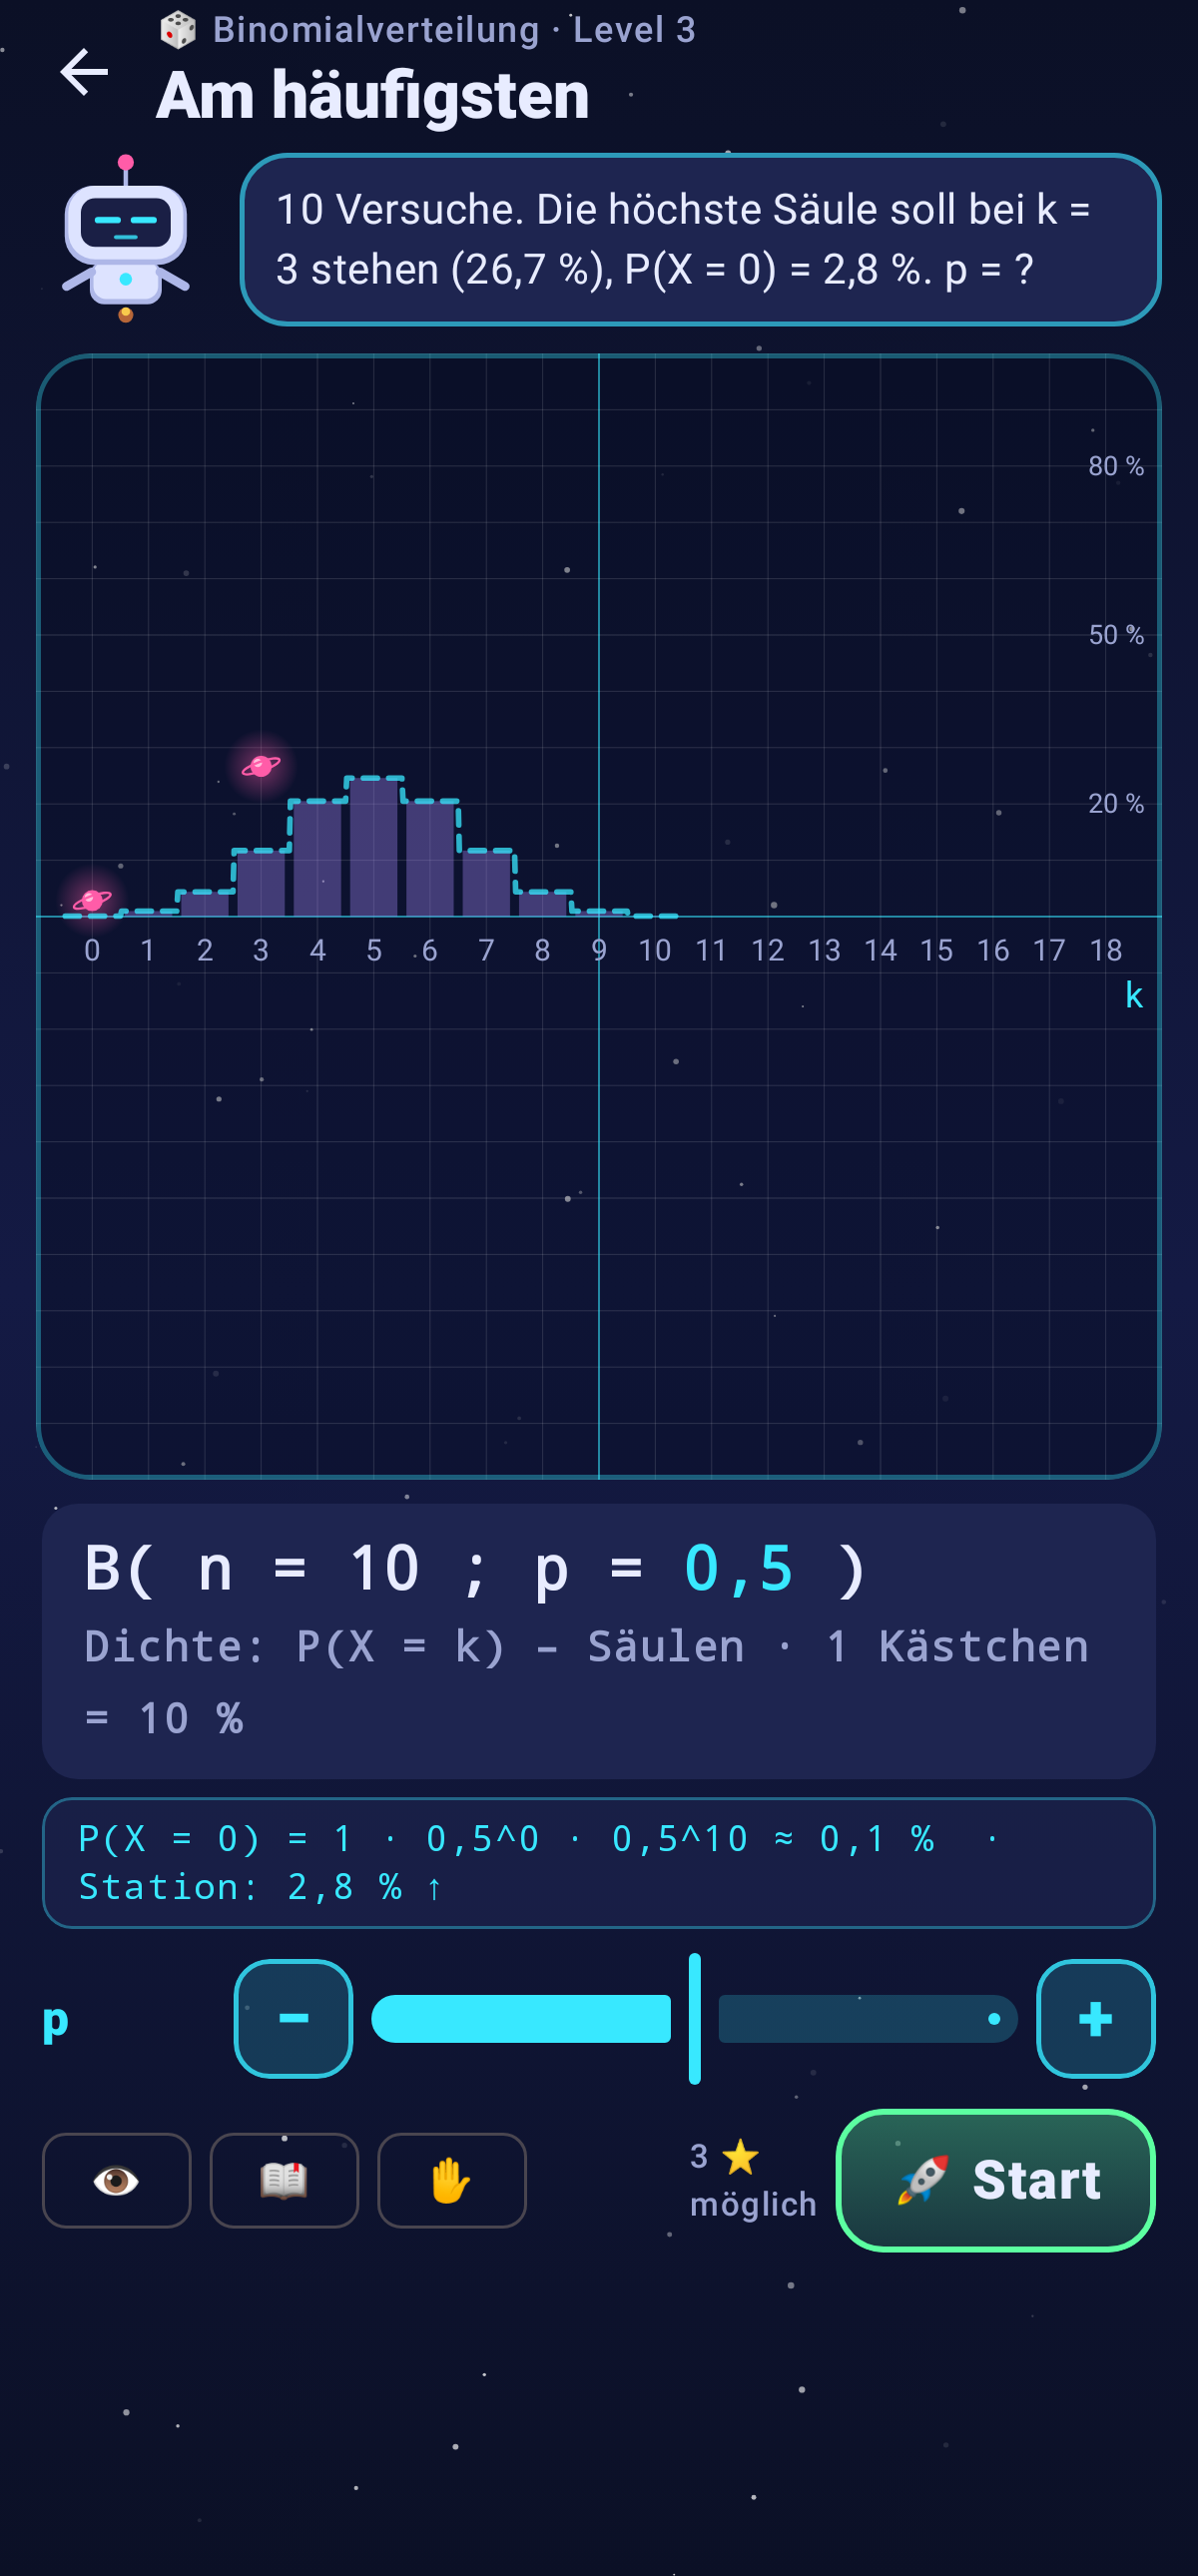 Binomialverteilung · Level 3
Am häufigsten
10 Versuche. Die höchste Säule soll bei k =
3 stehen (26,7 %), P(X = 0) = 2,8 %. p = ?
80 %
50 %
20 %
0 1 2 3 4 5 6 7 8 9 10 11 12 13 14 15 16 17 18
k
B( n = 10 ; p = 0,5 )
Dichte: P(X = k) – Säulen · 1 Kästchen
= 10 %
P(X = 0) = 1 · 0,5^0 · 0,5^10 ≈ 0,1 % ·
Station: 2,8 % ↑
p − +
3 ⭐
möglich
Start